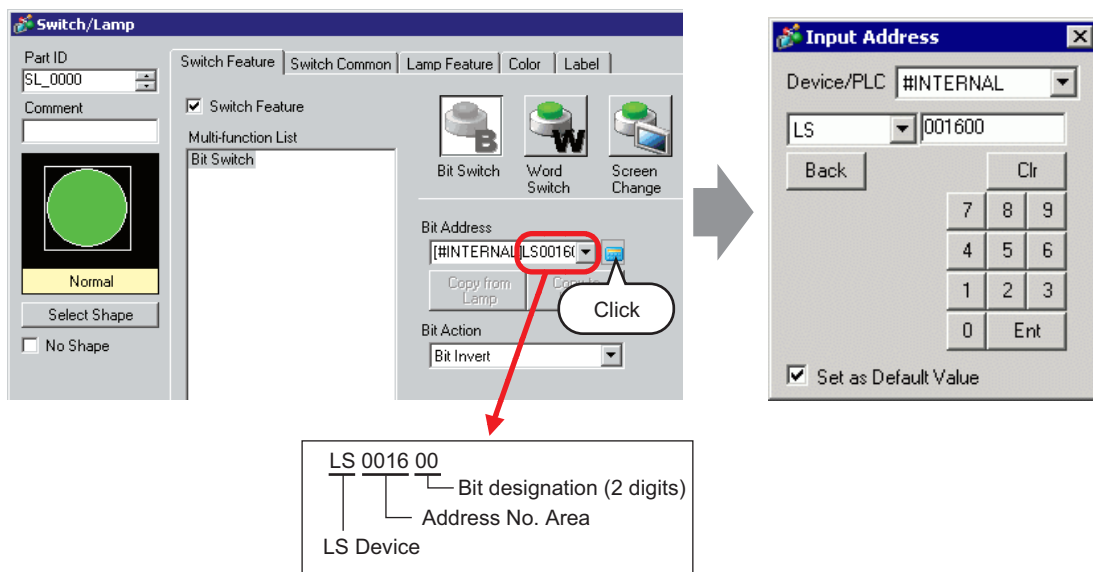 Switch/Lamp
Part ID
SL_0000
Comment
Normal
Select Shape
No Shape
Switch Feature
Switch Common
Lamp Feature
Color
Label
Switch Feature
Multi-function List
Bit Switch
Bit Switch
Word
Switch
Screen
Change
Bit Address
[#INTERNAL]LS00160
Copy from
Lamp
Click
Bit Action
Bit Invert
Input Address
Device/PLC
#INTERNAL
LS
001600
Back
Clr
7 8 9
4 5 6
1 2 3
0 Ent
Set as Default Value
LS 0016 00
Bit designation (2 digits)
Address No. Area
LS Device